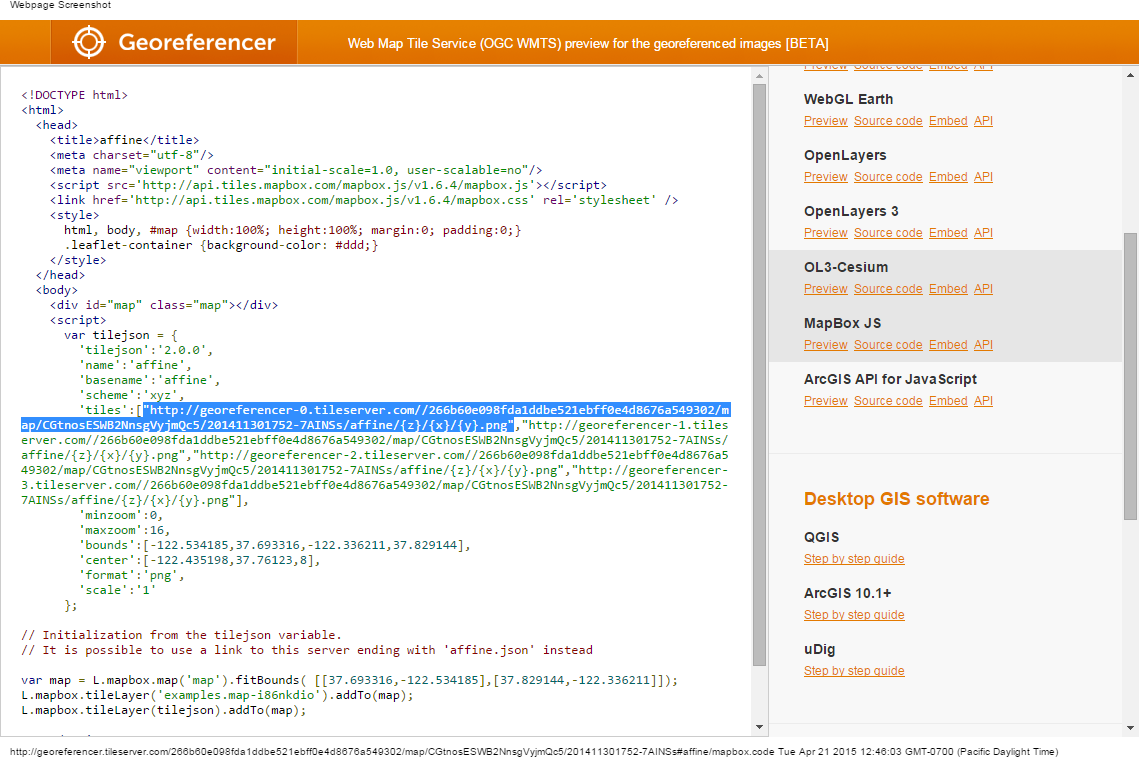 Webpage Screenshot
Georeferencer
Web Map Tile Service (OGC WMTS) preview for the georeferenced images [BETA]
<!DOCTYPE html>
<html>
<head>
<title>affine</title>
<meta charset="utf-8"/>
<meta name="viewport" content="initial-scale=1.0, user-scalable=no"/>
<script src='http://api.tiles.mapbox.com/mapbox.js/v1.6.4/mapbox.js'></script>
<link href='http://api.tiles.mapbox.com/mapbox.js/v1.6.4/mapbox.css' rel='stylesheet' />
<style>
html, body, #map {width:100%; height:100%; margin:0; padding:0;}
.leaflet-container {background-color: #ddd;}
</style>
</head>
<body>
<div id="map" class="map"></div>
<script>
var tilejson = {
'tilejson':'2.0.0',
'name':'affine',
'basename':'affine',
'scheme':'xyz',
'tiles':["http://georeferencer-0.tileserver.com//266b60e098fda1ddbe521ebff0e4d8676a549302/m
ap/CGtnosESWB2NnsgVyjmQc5/201411301752-7AINSs/affine/{z}/{x}/{y}.png","http://georeferencer-1.tiles
erver.com//266b60e098fda1ddbe521ebff0e4d8676a549302/map/CGtnosESWB2NnsgVyjmQc5/201411301752-7AINSs/
affine/{z}/{x}/{y}.png","http://georeferencer-2.tileserver.com//266b60e098fda1ddbe521ebff0e4d8676a5
49302/map/CGtnosESWB2NnsgVyjmQc5/201411301752-7AINSs/affine/{z}/{x}/{y}.png","http://georeferencer-
3.tileserver.com//266b60e098fda1ddbe521ebff0e4d8676a549302/map/CGtnosESWB2NnsgVyjmQc5/201411301752-
7AINSs/affine/{z}/{x}/{y}.png"],
'minzoom':0,
'maxzoom':16,
'bounds':[-122.534185,37.693316,-122.336211,37.829144],
'center':[-122.435198,37.76123,8],
'format':'png',
'scale':'1'
};
// Initialization from the tilejson variable.
// It is possible to use a link to this server ending with 'affine.json' instead
var map = L.mapbox.map('map').fitBounds( [[37.693316,-122.534185],[37.829144,-122.336211]]);
L.mapbox.tileLayer('examples.map-i86nkdio').addTo(map);
L.mapbox.tileLayer(tilejson).addTo(map);
Preview Source code Embed API
WebGL Earth
Preview Source code Embed API
OpenLayers
Preview Source code Embed API
OpenLayers 3
Preview Source code Embed API
OL3-Cesium
Preview Source code Embed API
MapBox JS
Preview Source code Embed API
ArcGIS API for JavaScript
Preview Source code Embed API
Desktop GIS software
QGIS
Step by step guide
ArcGIS 10.1+
Step by step guide
uDig
Step by step guide
http://georeferencer.tileserver.com/266b60e098fda1ddbe521ebff0e4d8676a549302/map/CGtnosESWB2NnsgVyjmQc5/201411301752-7AINSs#affine/mapbox.code Tue Apr 21 2015 12:46:03 GMT-0700 (Pacific Daylight Time)